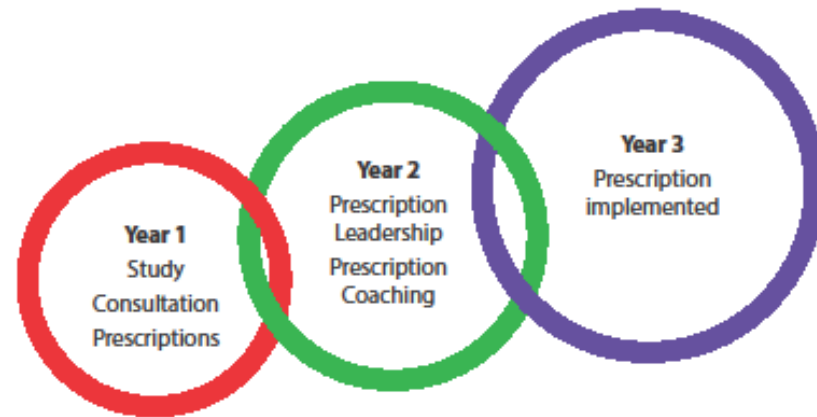 Year 1
Study
Consultation
Prescriptions
Year 2
Prescription
Leadership
Prescription
Coaching
Year 3
Prescription
implemented